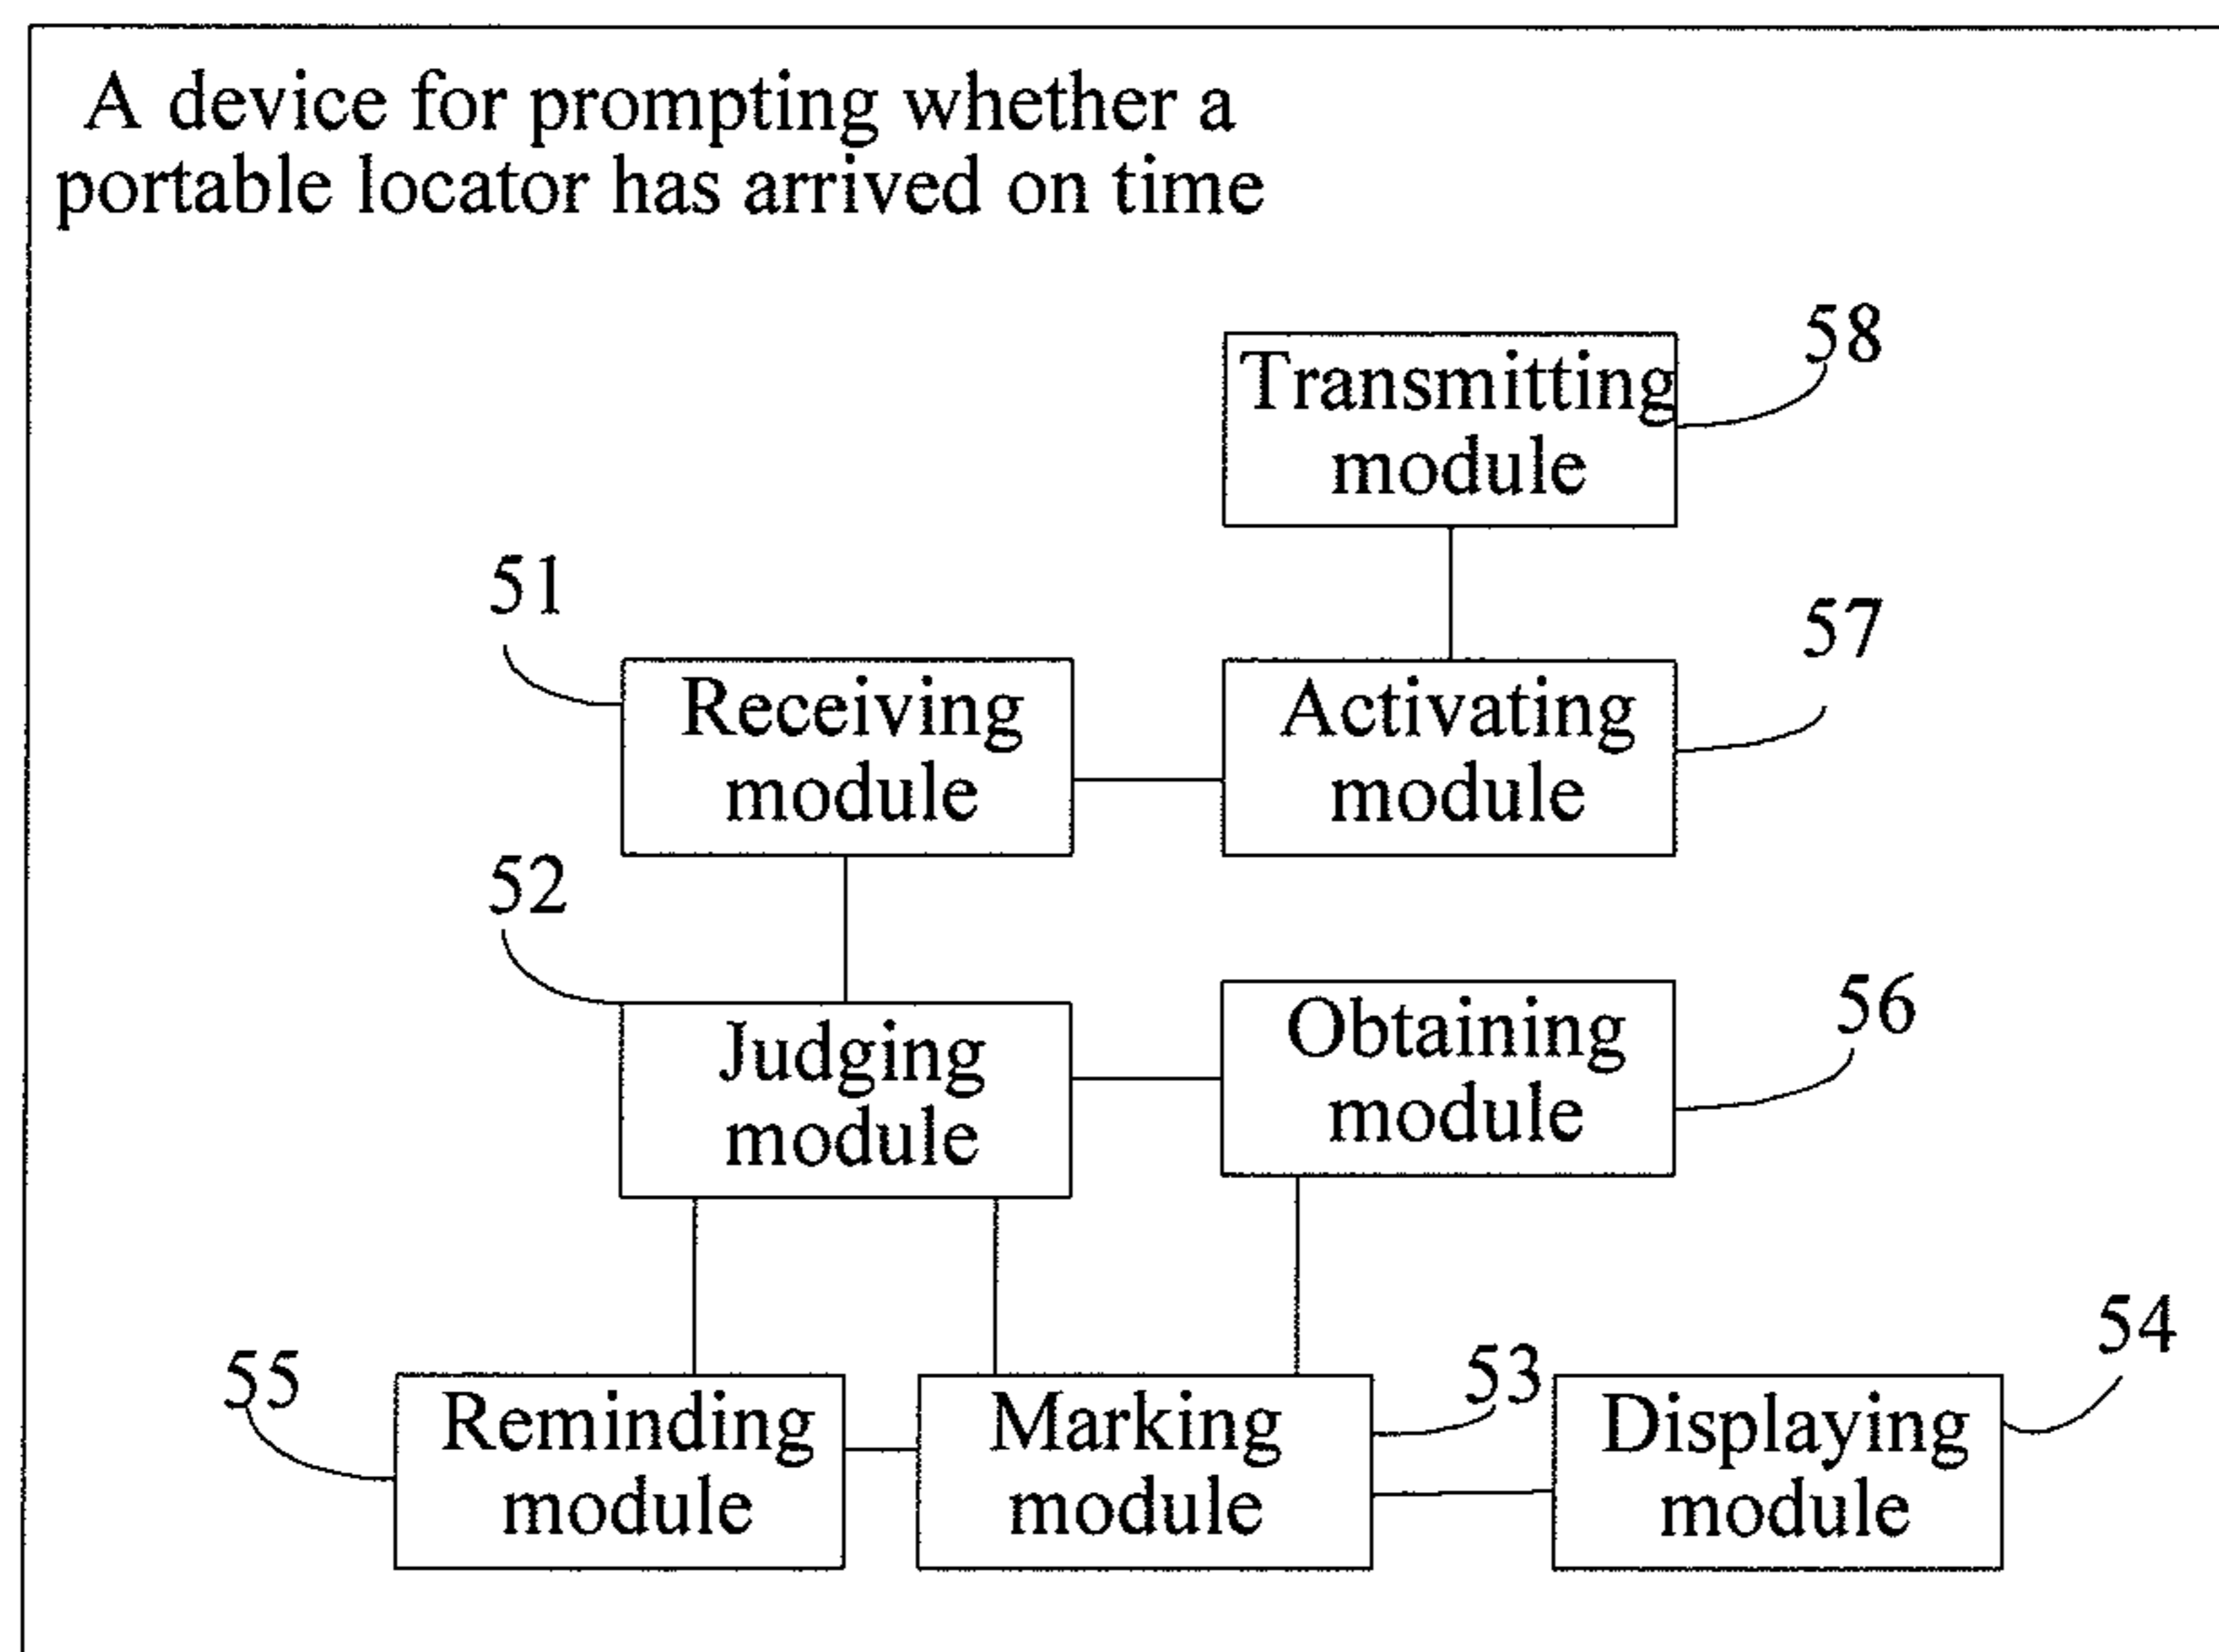 A device for prompting whether a
portable locator has arrived on time
58
Transmitting
module
51
57
Receiving
module
Activating
module
52
56
Judging
module
Obtaining
module
55
53
54
Reminding
module
Marking
module
Displaying
module